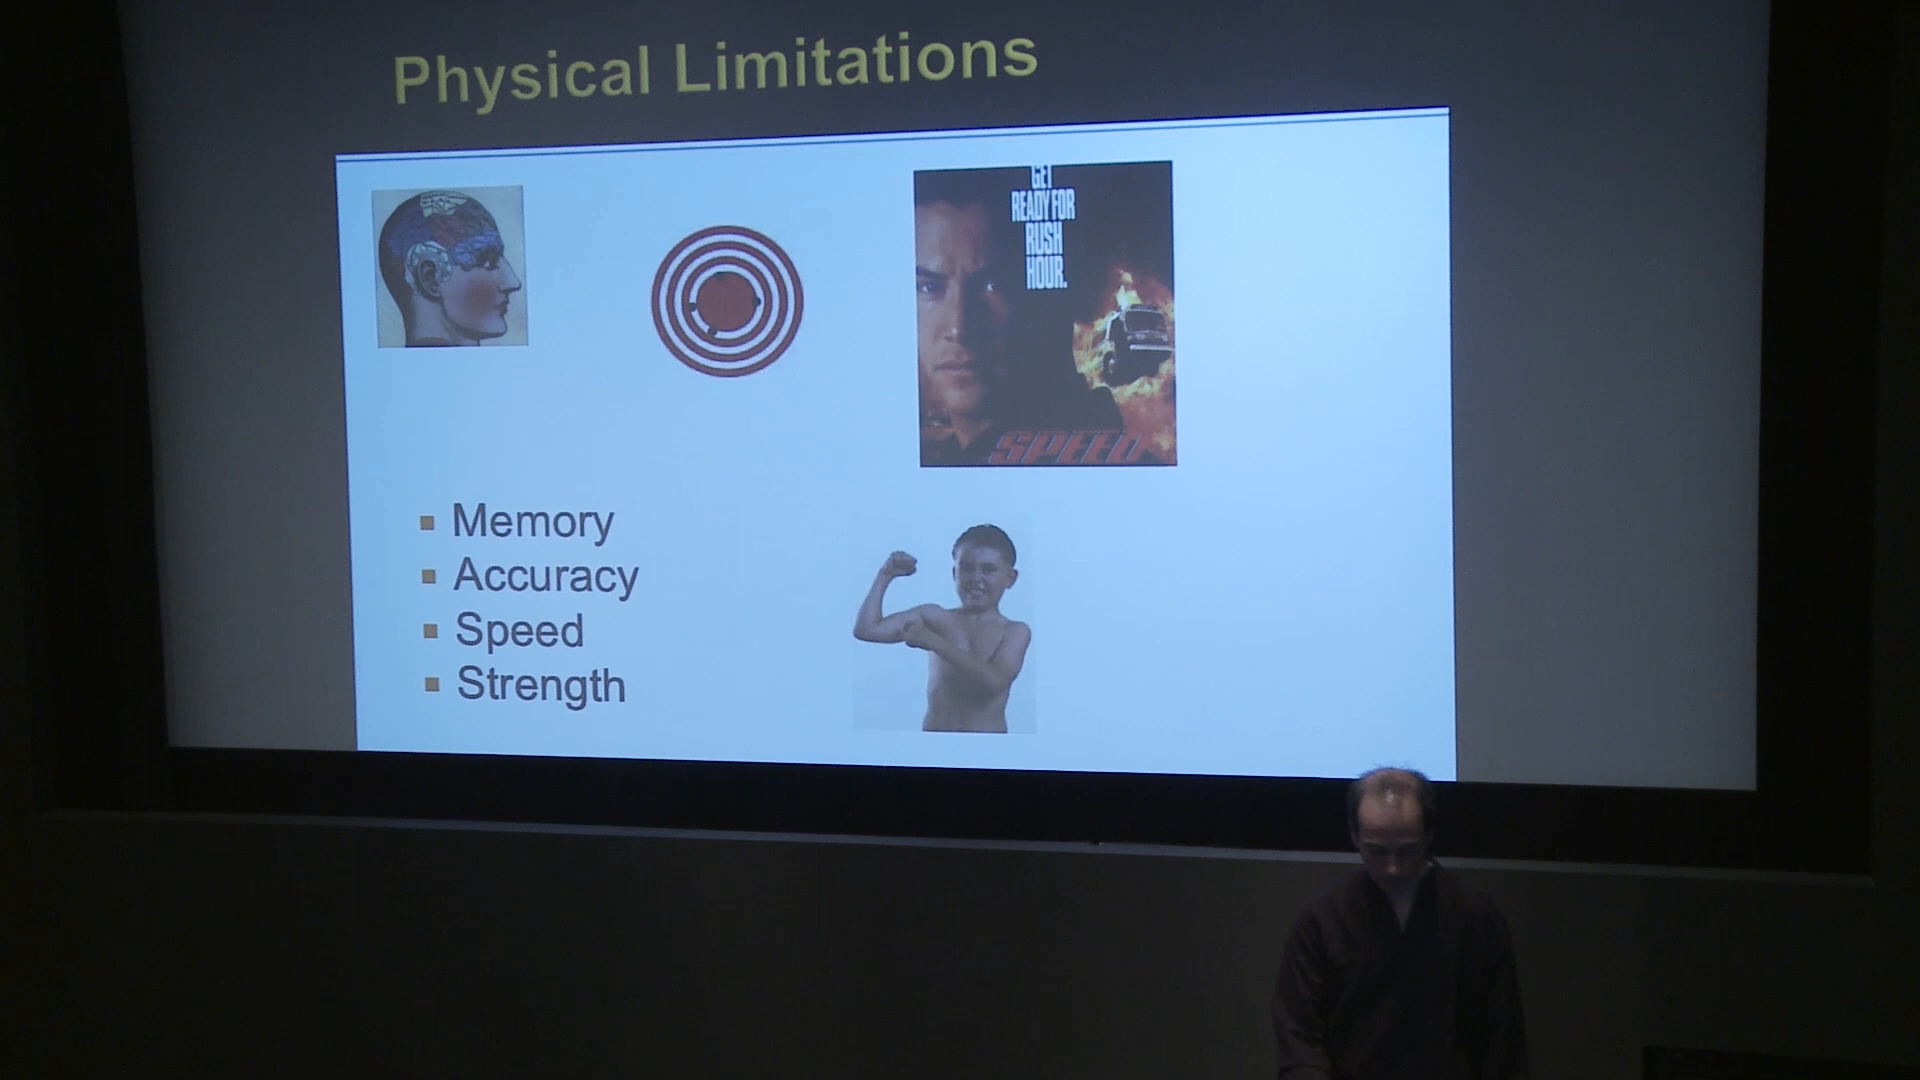 Physical Limitations
GET
READY FOR
RUSH
HOUR.
SPEED
Memory
Accuracy
Speed
Strength